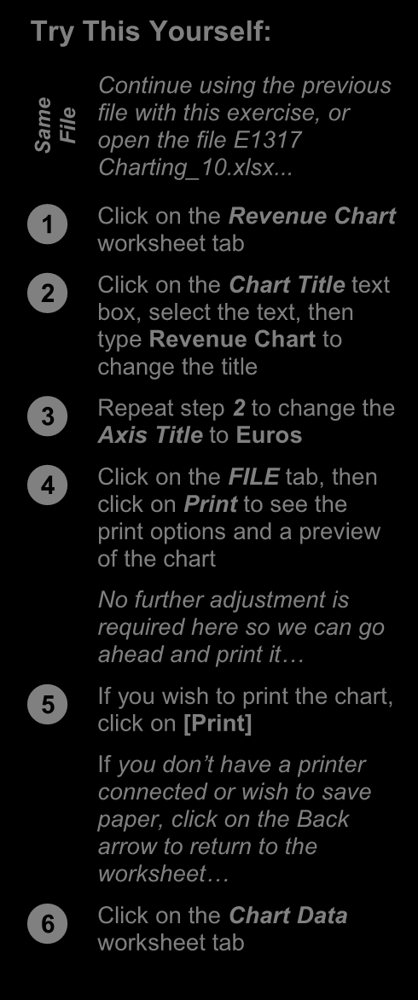 Try This Yourself:
Same
File
Continue using the previous
file with this exercise, or
open the file E1317
Charting_10.xlsx...
1
Click on the Revenue Chart
worksheet tab
2
Click on the Chart Title text
box, select the text, then
type Revenue Chart to
change the title
3
Repeat step 2 to change the
Axis Title to Euros
4
Click on the FILE tab, then
click on Print to see the
print options and a preview
of the chart
No further adjustment is
required here so we can go
ahead and print it…
5
If you wish to print the chart,
click on [Print]
If you don’t have a printer
connected or wish to save
paper, click on the Back
arrow to return to the
worksheet…
6
Click on the Chart Data
worksheet tab